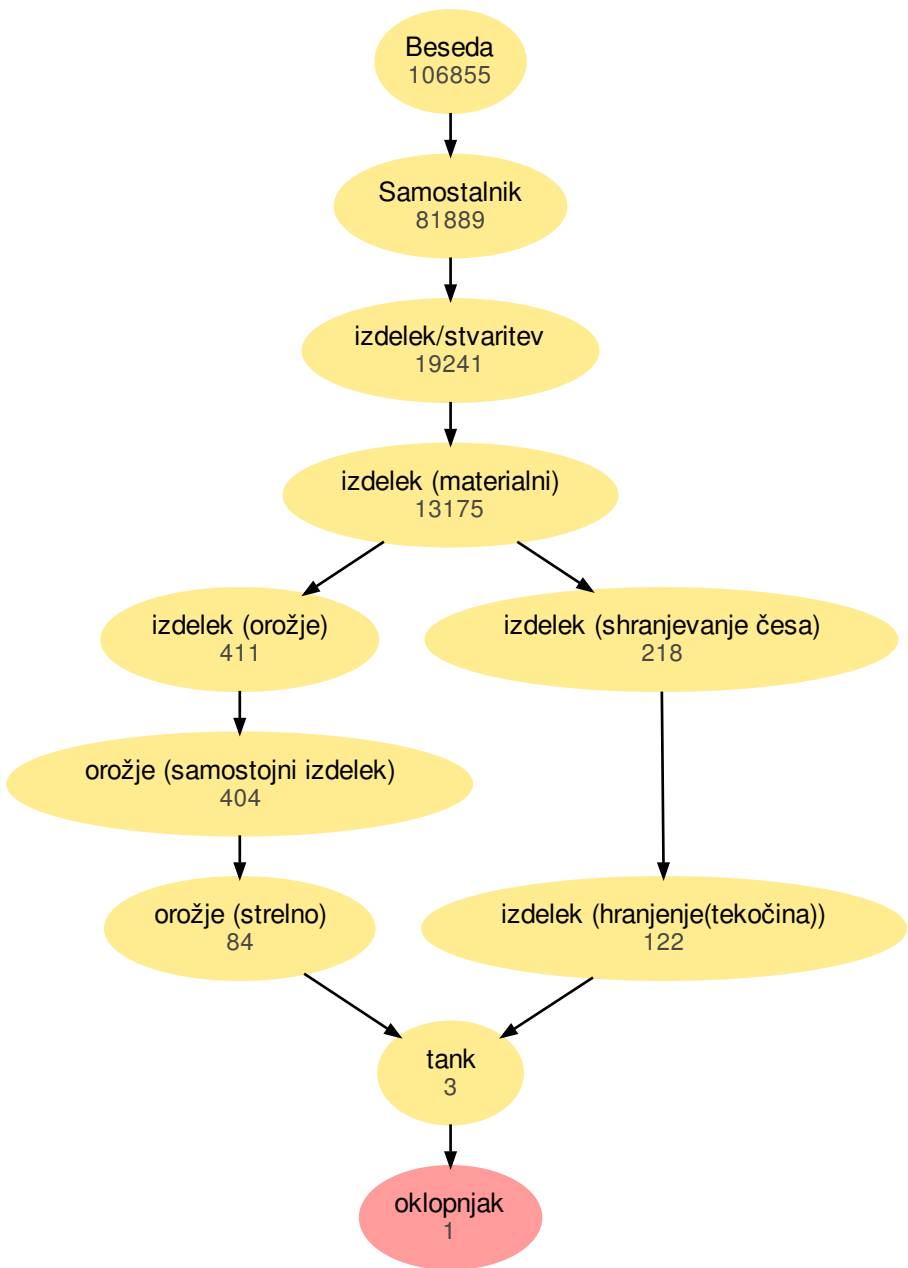 Beseda
106855
Samostalnik
81889
izdelek/stvaritev
19241
izdelek (materialni)
13175
izdelek (orožje)
411
izdelek (shranjevanje česa)
218
orožje (samostojni izdelek)
404
orožje (strelno)
84
izdelek (hranjenje(tekočina))
122
tank
3
oklopnjak
1